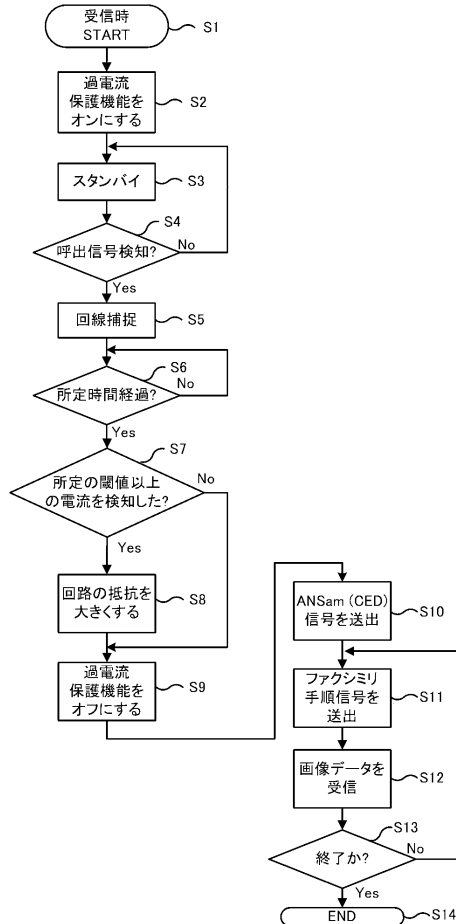 受信時
START
S1
過電流
保護機能を
オンにする
S2
スタンバイ
S3
S4
呼出信号検知?
No
Yes
回線捕捉
S5
S6
所定時間経過?
No
Yes
S7
所定の閾値以上
の電流を検知した?
No
Yes
回路の抵抗を
大きくする
S8
過電流
保護機能を
オフにする
S9
ANSam (CED)
信号を送出
S10
ファクシミリ
手順信号を
送出
S11
画像データを
受信
S12
S13
終了か?
No
Yes
END
S14